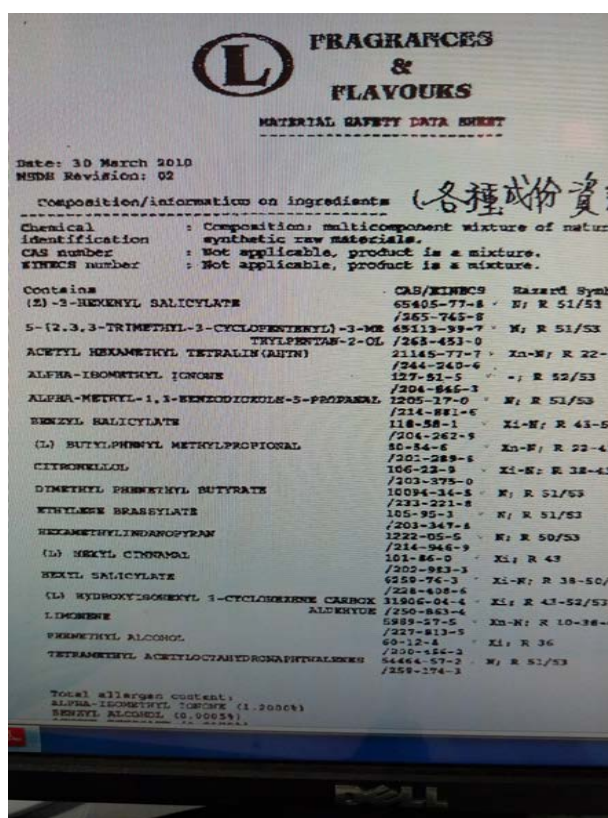 L
FRAGRANCES
&
FLAVOURS
MATERIAL SAFETY DATA SHEET
Date: 30 March 2010
MSDS Revision: 02
Composition/information on ingredients (各種成份資
Chemical : Composition: multicomponent mixture of natur
identification synthetic raw materials.
CAS number : Not applicable, product is a mixture.
EINECS number : Not applicable, product is a mixture.
Contains CAS/EINECS Hazard Symb
(Z)-3-HEXENYL SALICYLATE 65405-77-8 N; R 51/53
/265-745-8
5-(2,3,3-TRIMETHYL-3-CYCLOPENTENYL)-3-ME 65113-99-7 N; R 51/53
THYLPENTAN-2-OL /265-453-0
ACETYL HEXAMETHYL TETRALIN(AHTN) 21145-77-7 Xn-N; R 22-
/244-240-6
ALPHA-ISOMETHYL IONONE 127-51-5 -; R 52/53
/204-846-3
ALPHA-METHYL-1,3-BENZODIOXOLE-5-PROPANAL 1205-17-0 N; R 51/53
/214-881-6
BENZYL SALICYLATE 118-58-1 Xi-N; R 43-5
/204-262-9
(L) BUTYLPHENYL METHYLPROPIONAL 80-54-6 Xn-N; R 22-4
/201-289-8
CITRONELLOL 106-22-9 Xi-N; R 38-43
/203-375-0
DIMETHYL PHENETHYL BUTYRATE 10094-34-5 N; R 51/53
/233-221-8
ETHYLENE BRASSYLATE 105-95-3 N; R 51/53
/203-347-8
HEXAMETHYLINDANOPYRAN 1222-05-5 N; R 50/53
/214-946-9
(L) HEXYL CINNAMAL 101-86-0 Xi; R 43
/202-983-3
HEXYL SALICYLATE 6259-76-3 Xi-N; R 38-50/
/228-408-6
(L) HYDROXYISOHEXYL 3-CYCLOHEXENE CARBOX 31906-04-4 Xi; R 43-52/53
ALDEHYDE /250-863-4
LIMONENE 5989-27-5 Xn-N; R 10-38-4
/227-813-5
PHENETHYL ALCOHOL 60-12-8 Xi; R 36
/200-456-2
TETRAMETHYL ACETYLOCTAHYDRONAPHTHALENES 54464-57-2 N; R 51/53
/259-174-3
Total allergen content:
ALPHA-ISOMETHYL IONONE (1.2000%)
BENZYL ALCOHOL (0.0005%)
DELL